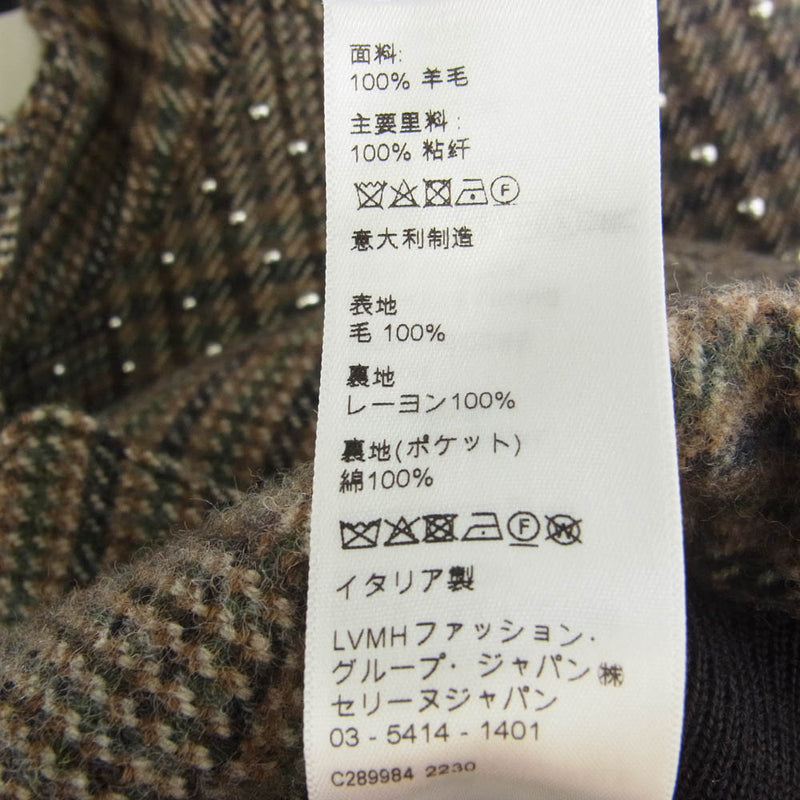 面料:
100% 羊毛
主要里料:
100% 粘纤
F
意大利制造
表地
毛 100%
裏地
レーヨン100%
裏地(ポケット)
綿100%
F W
イタリア製
LVMHファッション・
グループ・ジャパン㈱
セリーヌジャパン
03 - 5414 - 1401
C289984 2230